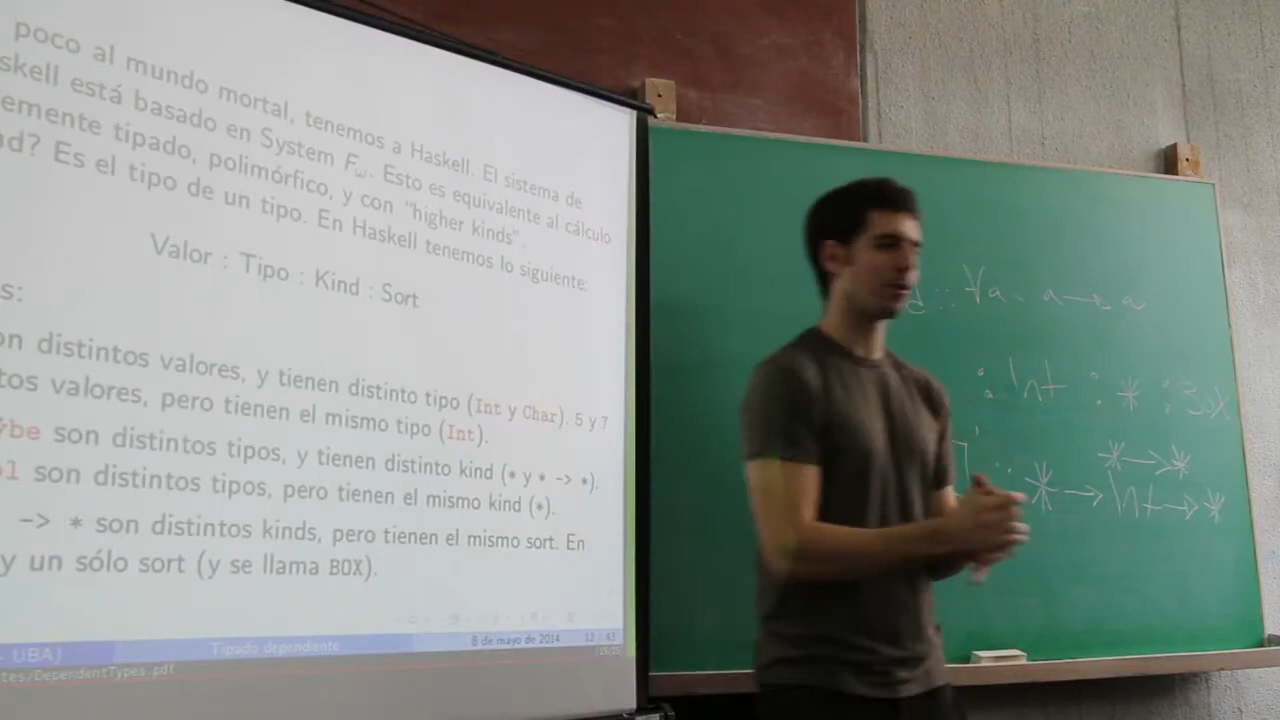 poco al mundo mortal, tenemos a Haskell. El sistema de
skell está basado en System Fω. Esto es equivalente al cálculo
emente tipado, polimórfico, y con "higher kinds".
nd? Es el tipo de un tipo. En Haskell tenemos lo siguiente:
Valor : Tipo : Kind : Sort
s:
on distintos valores, y tienen distinto tipo (Int y Char). 5 y 7
tos valores, pero tienen el mismo tipo (Int).
ybe son distintos tipos, y tienen distinto kind (* y * -> *).
ol son distintos tipos, pero tienen el mismo kind (*).
-> * son distintos kinds, pero tienen el mismo sort. En
y un sólo sort (y se llama BOX).
- UBA)
Tipado dependiente
8 de mayo de 2014
12 / 43
tes/DependentTypes.pdf
d :: ∀a. a → a
: Int : * : BOX
* → *
:: * → Int → *